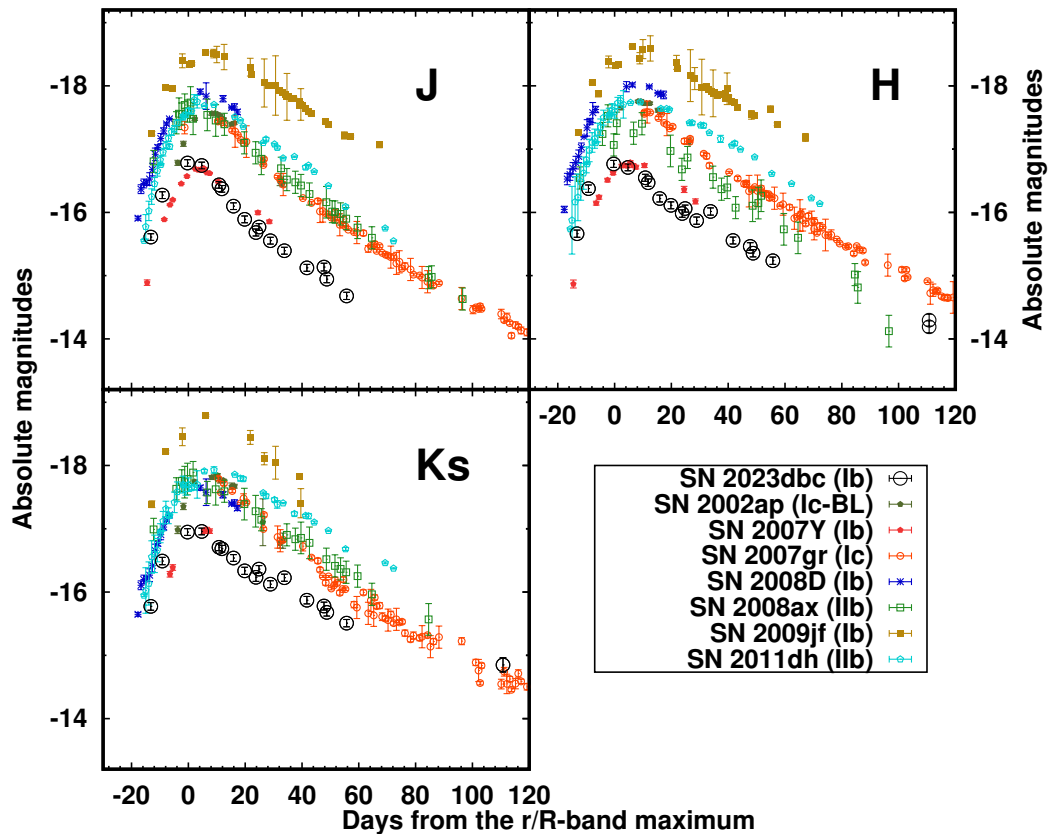 J
H
-18
-16
-14
-18
-16
-14
Absolute magnitudes
Absolute magnitudes
-20 0 20 40 60 80 100 120
Ks
-18
-16
-14
-20 0 20 40 60 80 100 120
Days from the r/R-band maximum
SN 2023dbc (Ib)
SN 2002ap (Ic-BL)
SN 2007Y (Ib)
SN 2007gr (Ic)
SN 2008D (Ib)
SN 2008ax (IIb)
SN 2009jf (Ib)
SN 2011dh (IIb)